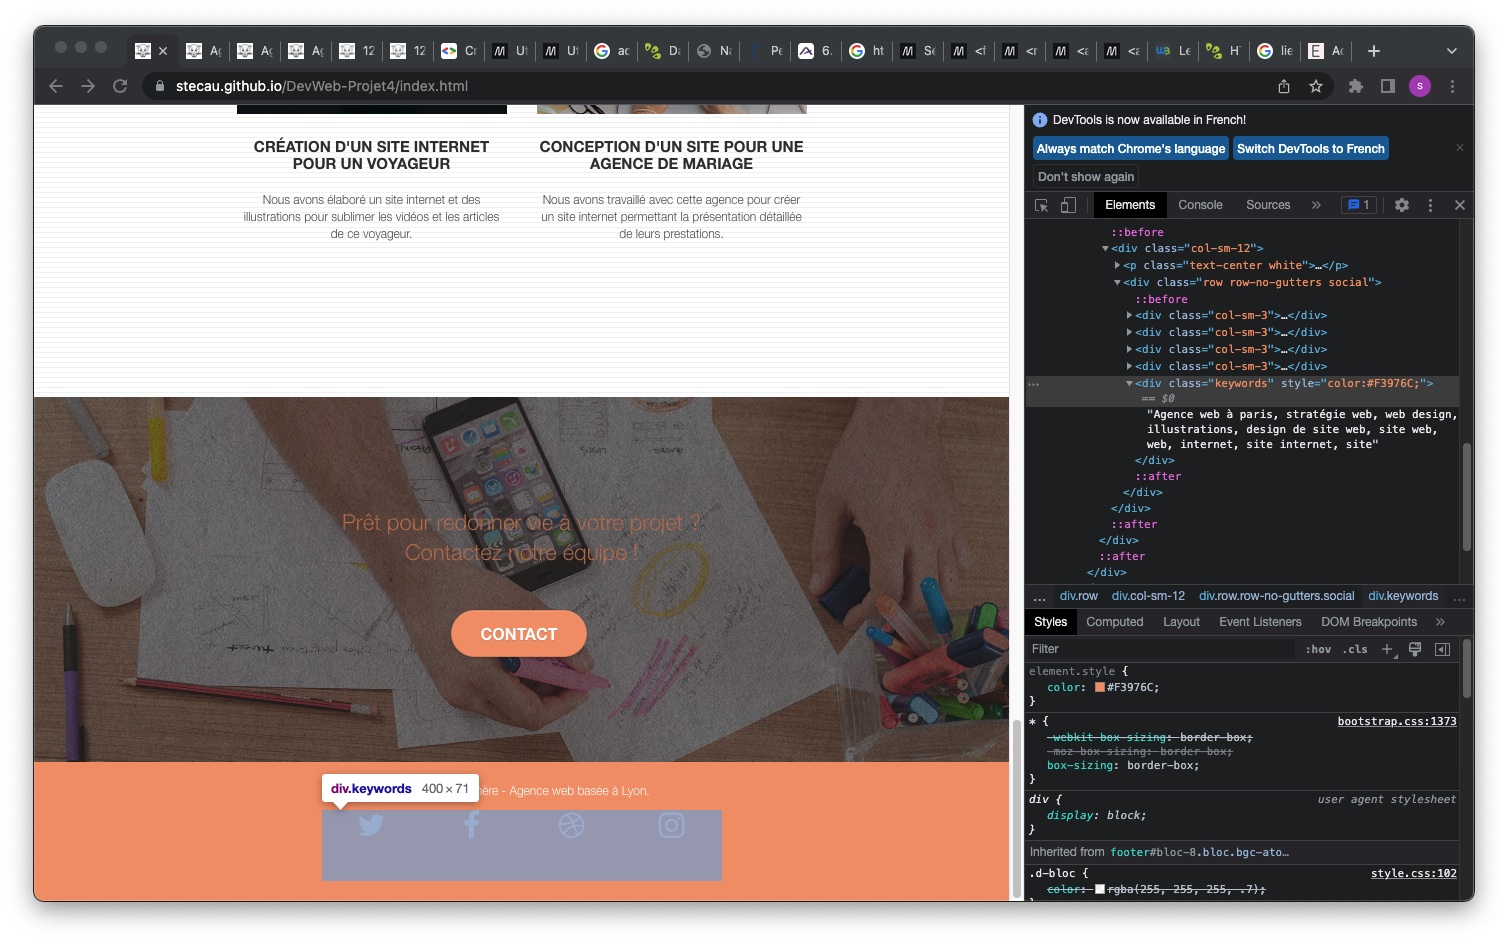 Ag
Ag
Ag
12
12
Cr
Ut
Ut
ac
Da
Na
Pe
6.
ht
Sé
<f
<r
<a
<a
Le
H'
lie
Ac
stecau.github.io/DevWeb-Projet4/index.html
s
CRÉATION D'UN SITE INTERNET
POUR UN VOYAGEUR
Nous avons élaboré un site internet et des
illustrations pour sublimer les vidéos et les articles
de ce voyageur.
CONCEPTION D'UN SITE POUR UNE
AGENCE DE MARIAGE
Nous avons travaillé avec cette agence pour créer
un site internet permettant la présentation détaillée
de leurs prestations.
Prêt pour redonner vie à votre projet ?
Contactez notre équipe !
CONTACT
div.keywords 400 × 71
ère - Agence web basée à Lyon.
DevTools is now available in French!
Always match Chrome's language
Switch DevTools to French
Don't show again
Elements
Console
Sources
»
1
::before
<div class="col-sm-12">
<p class="text-center white">…</p>
<div class="row row-no-gutters social">
::before
<div class="col-sm-3">…</div>
<div class="col-sm-3">…</div>
<div class="col-sm-3">…</div>
<div class="col-sm-3">…</div>
<div class="keywords" style="color:#F3976C;">
== $0
"Agence web à paris, stratégie web, web design,
illustrations, design de site web, site web,
web, internet, site internet, site"
</div>
::after
</div>
</div>
::after
</div>
::after
</div>
… div.row div.col-sm-12 div.row.row-no-gutters.social div.keywords …
Styles Computed Layout Event Listeners DOM Breakpoints »
Filter :hov .cls
element.style {
color: #F3976C;
}
* { bootstrap.css:1373
-webkit-box-sizing: border-box;
-moz-box-sizing: border-box;
box-sizing: border-box;
}
div { user agent stylesheet
display: block;
}
Inherited from footer#bloc-8.bloc.bgc-ato…
.d-bloc { style.css:102
color: rgba(255, 255, 255, .7);